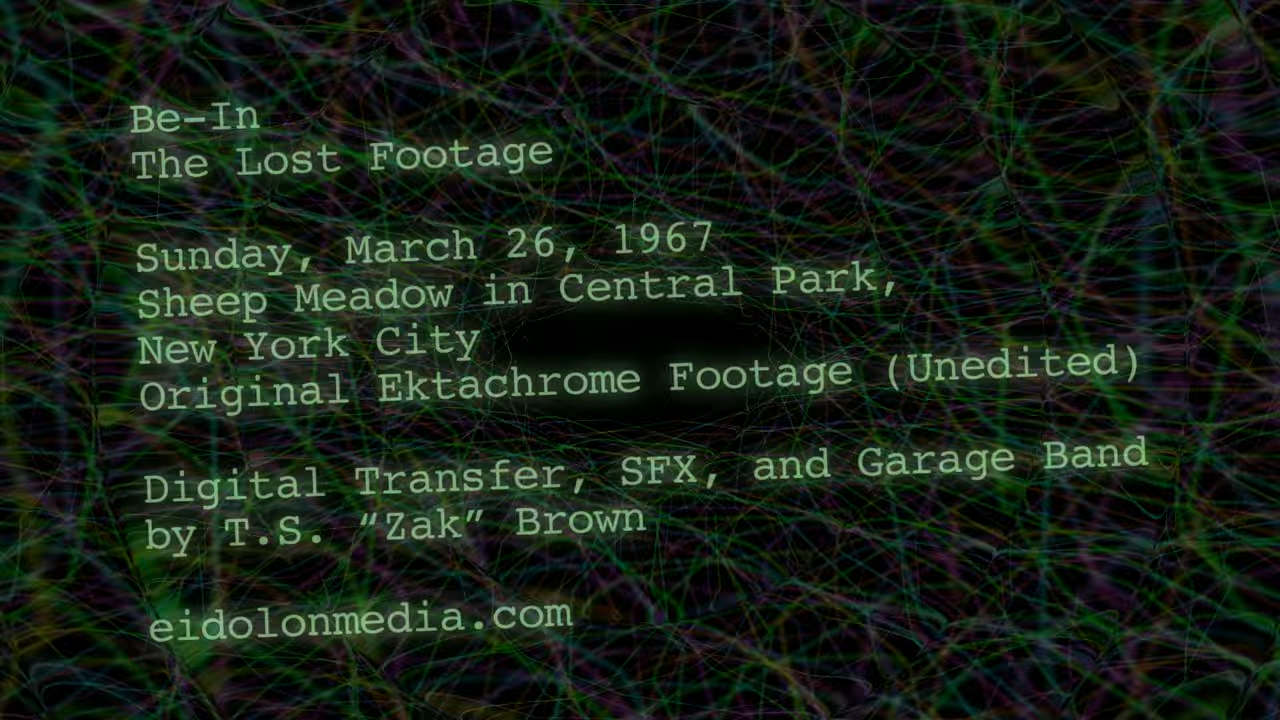 Be-In
The Lost Footage
Sunday, March 26, 1967
Sheep Meadow in Central Park,
New York City
Original Ektachrome Footage (Unedited)
Digital Transfer, SFX, and Garage Band
by T.S. “Zak” Brown
eidolonmedia.com